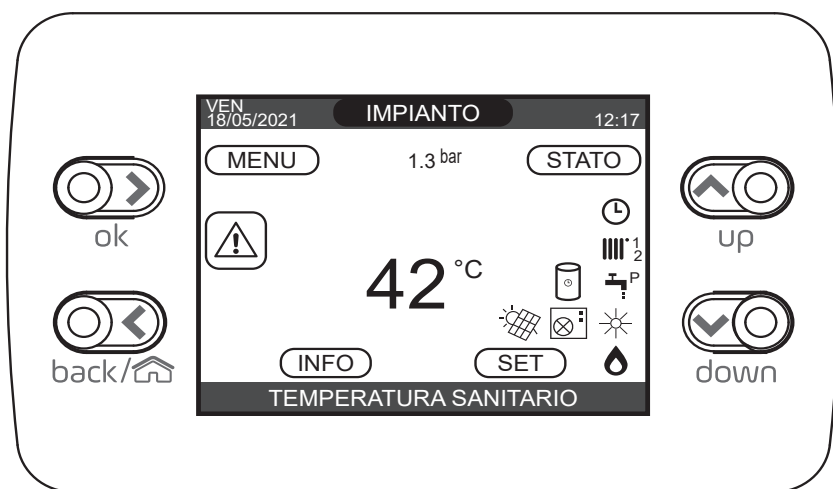 VEN
18/05/2021 IMPIANTO 12:17
MENU 1.3 bar STATO
ok
up
1
2
42 °C
P
back/
INFO SET
down
TEMPERATURA SANITARIO